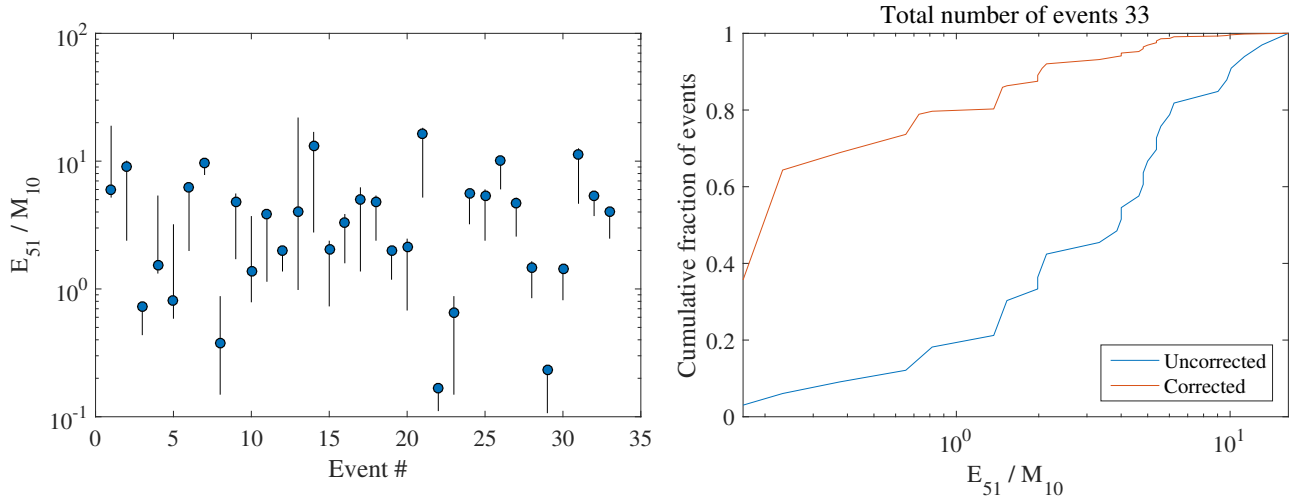 10^2
10^1
10^0
10^-1
E_51 / M_10
0 5 10 15 20 25 30 35
Event #
Total number of events 33
1
0.8
0.6
0.4
0.2
0
Cumulative fraction of events
Uncorrected
Corrected
10^0 10^1
E_51 / M_10